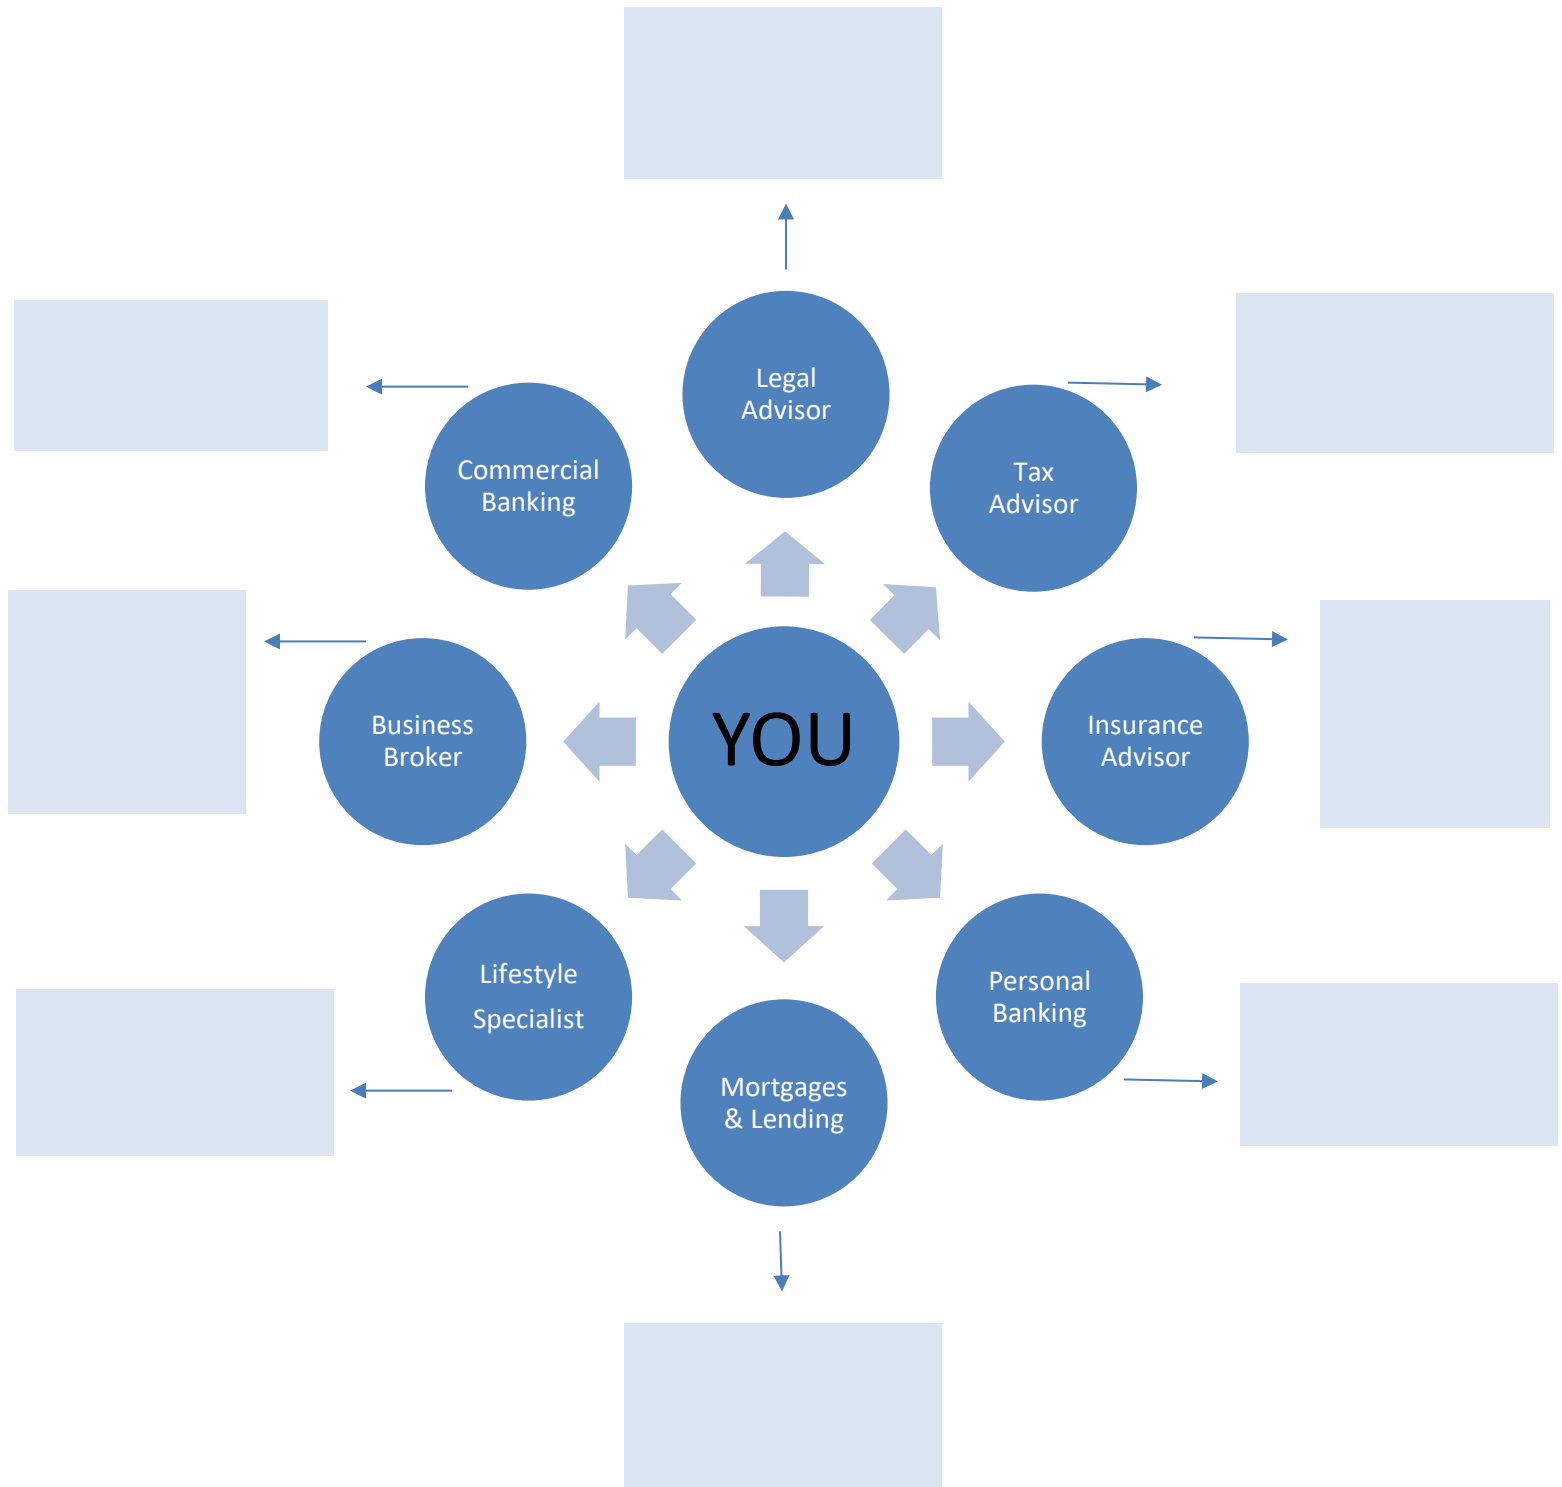 Legal
Advisor
Commercial
Banking
Tax
Advisor
Business
Broker
YOU
Insurance
Advisor
Lifestyle
Specialist
Personal
Banking
Mortgages
& Lending